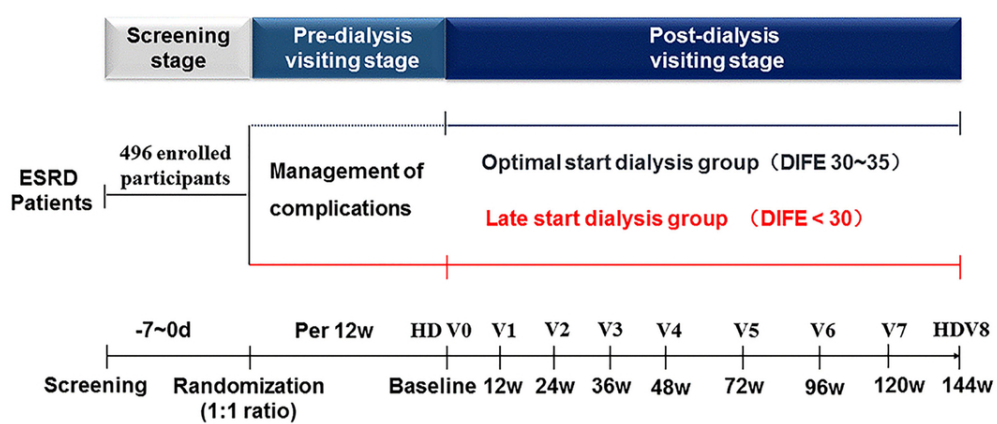 Screening
stage
Pre-dialysis
visiting stage
Post-dialysis
visiting stage
ESRD
Patients
496 enrolled
participants
Management of
complications
Optimal start dialysis group（DIFE 30~35）
Late start dialysis group （DIFE < 30）
-7~0d Per 12w HD V0 V1 V2 V3 V4 V5 V6 V7 HDV8
Screening Randomization Baseline 12w 24w 36w 48w 72w 96w 120w 144w
(1:1 ratio)